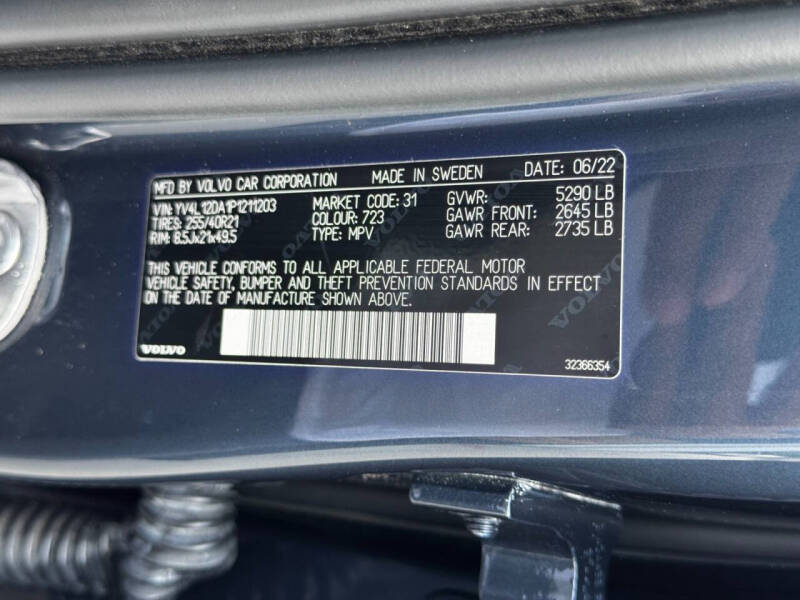 MFD BY VOLVO CAR CORPORATION MADE IN SWEDEN DATE: 06/22
VIN: YV4L12DA1P1211203 MARKET CODE: 31 GVWR: 5290 LB
TIRES: 255/40R21 COLOUR: 723 GAWR FRONT: 2645 LB
RIM: 8.5Jx21x49.5 TYPE: MPV GAWR REAR: 2735 LB
THIS VEHICLE CONFORMS TO ALL APPLICABLE FEDERAL MOTOR
VEHICLE SAFETY, BUMPER AND THEFT PREVENTION STANDARDS IN EFFECT
ON THE DATE OF MANUFACTURE SHOWN ABOVE.
VOLVO 32366354